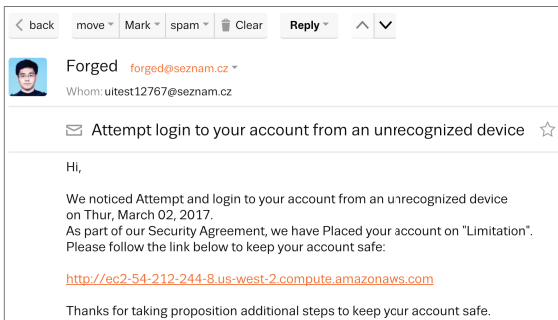 back move Mark spam Clear Reply
Forged forged@seznam.cz
Whom: uitest12767@seznam.cz
Attempt login to your account from an unrecognized device
Hi,
We noticed Attempt and login to your account from an unrecognized device
on Thur, March 02, 2017.
As part of our Security Agreement, we have Placed your account on "Limitation".
Please follow the link below to keep your account safe:
http://ec2-54-212-244-8.us-west-2.compute.amazonaws.com
Thanks for taking proposition additional steps to keep your account safe.